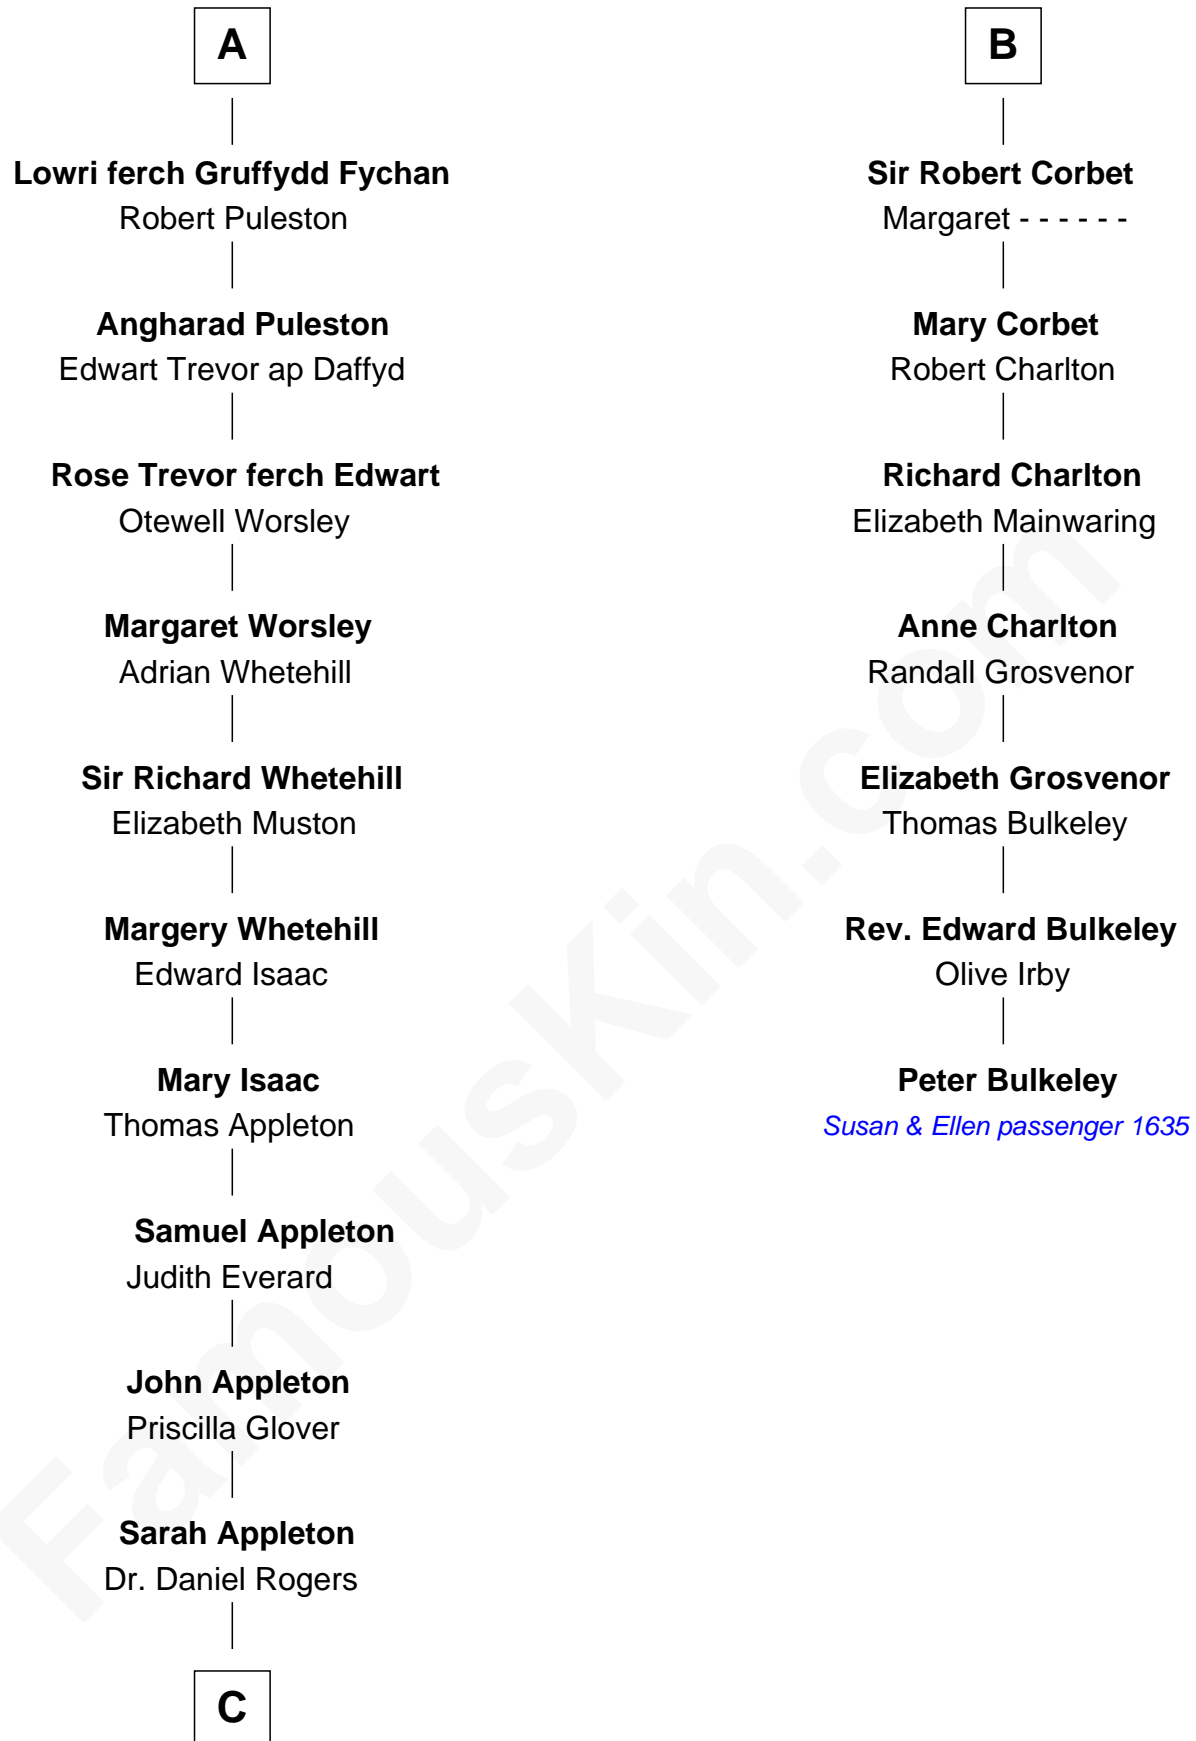 A
Lowri ferch Gruffydd Fychan
Robert Puleston
Angharad Puleston
Edwart Trevor ap Daffyd
Rose Trevor ferch Edwart
Otewell Worsley
Margaret Worsley
Adrian Whetehill
Sir Richard Whetehill
Elizabeth Muston
Margery Whetehill
Edward Isaac
Mary Isaac
Thomas Appleton
Samuel Appleton
Judith Everard
John Appleton
Priscilla Glover
Sarah Appleton
Dr. Daniel Rogers
C
B
Sir Robert Corbet
Margaret - - - - - -
Mary Corbet
Robert Charlton
Richard Charlton
Elizabeth Mainwaring
Anne Charlton
Randall Grosvenor
Elizabeth Grosvenor
Thomas Bulkeley
Rev. Edward Bulkeley
Olive Irby
Peter Bulkeley
Susan & Ellen passenger 1635
FamousKin.com